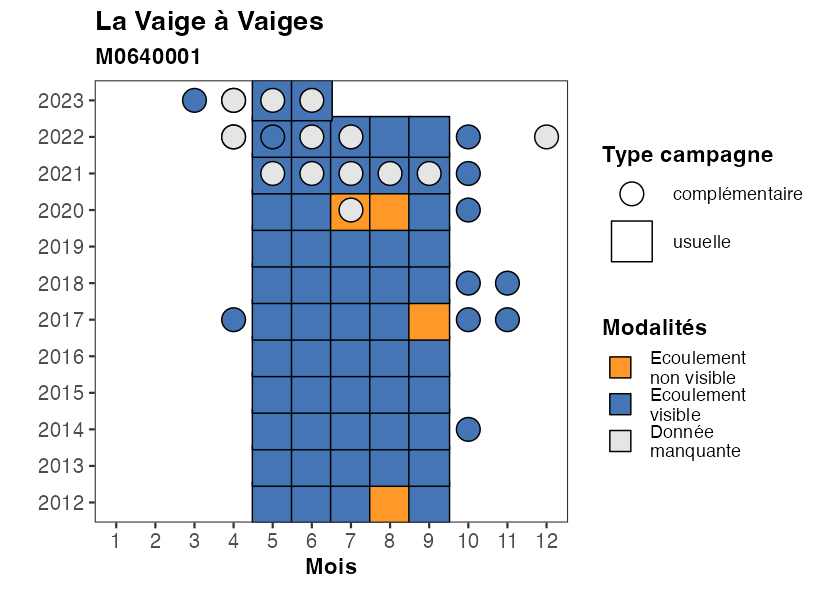 La Vaige à Vaiges
M0640001
2023
2022
2021
2020
2019
2018
2017
2016
2015
2014
2013
2012
1 2 3 4 5 6 7 8 9 10 11 12
Mois
Type campagne
complémentaire
usuelle
Modalités
Ecoulement
non visible
Ecoulement
visible
Donnée
manquante